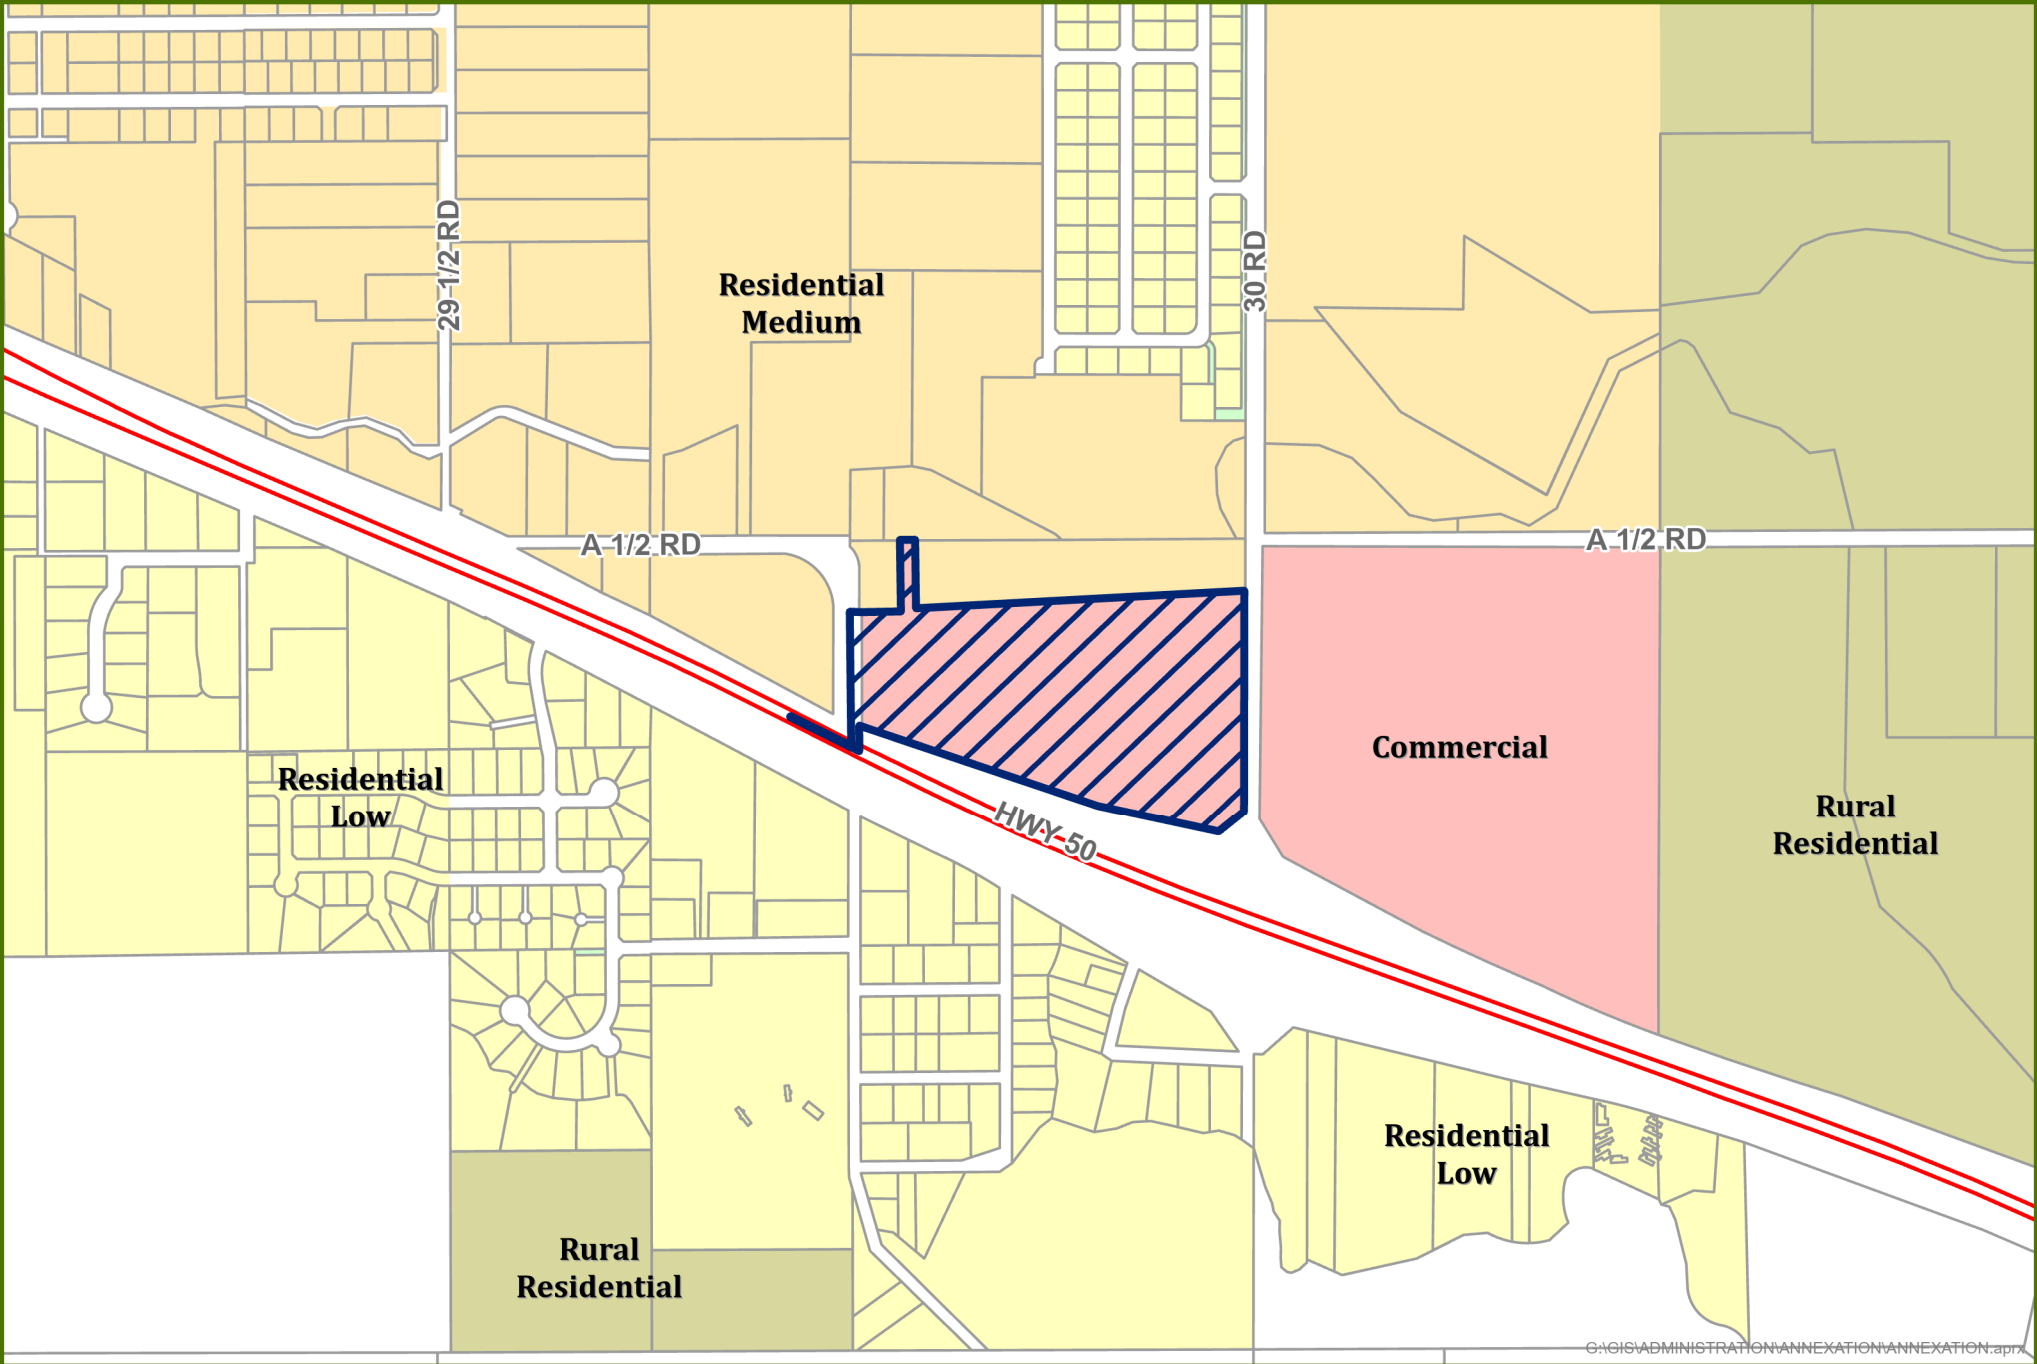 29 1/2 RD
30 RD
Residential
Medium
A 1/2 RD
A 1/2 RD
Commercial
Residential
Low
HWY 50
Rural
Residential
Residential
Low
Rural
Residential
G:\GIS\ADMINISTRATION\ANNEXATION\ANNEXATION.aprx